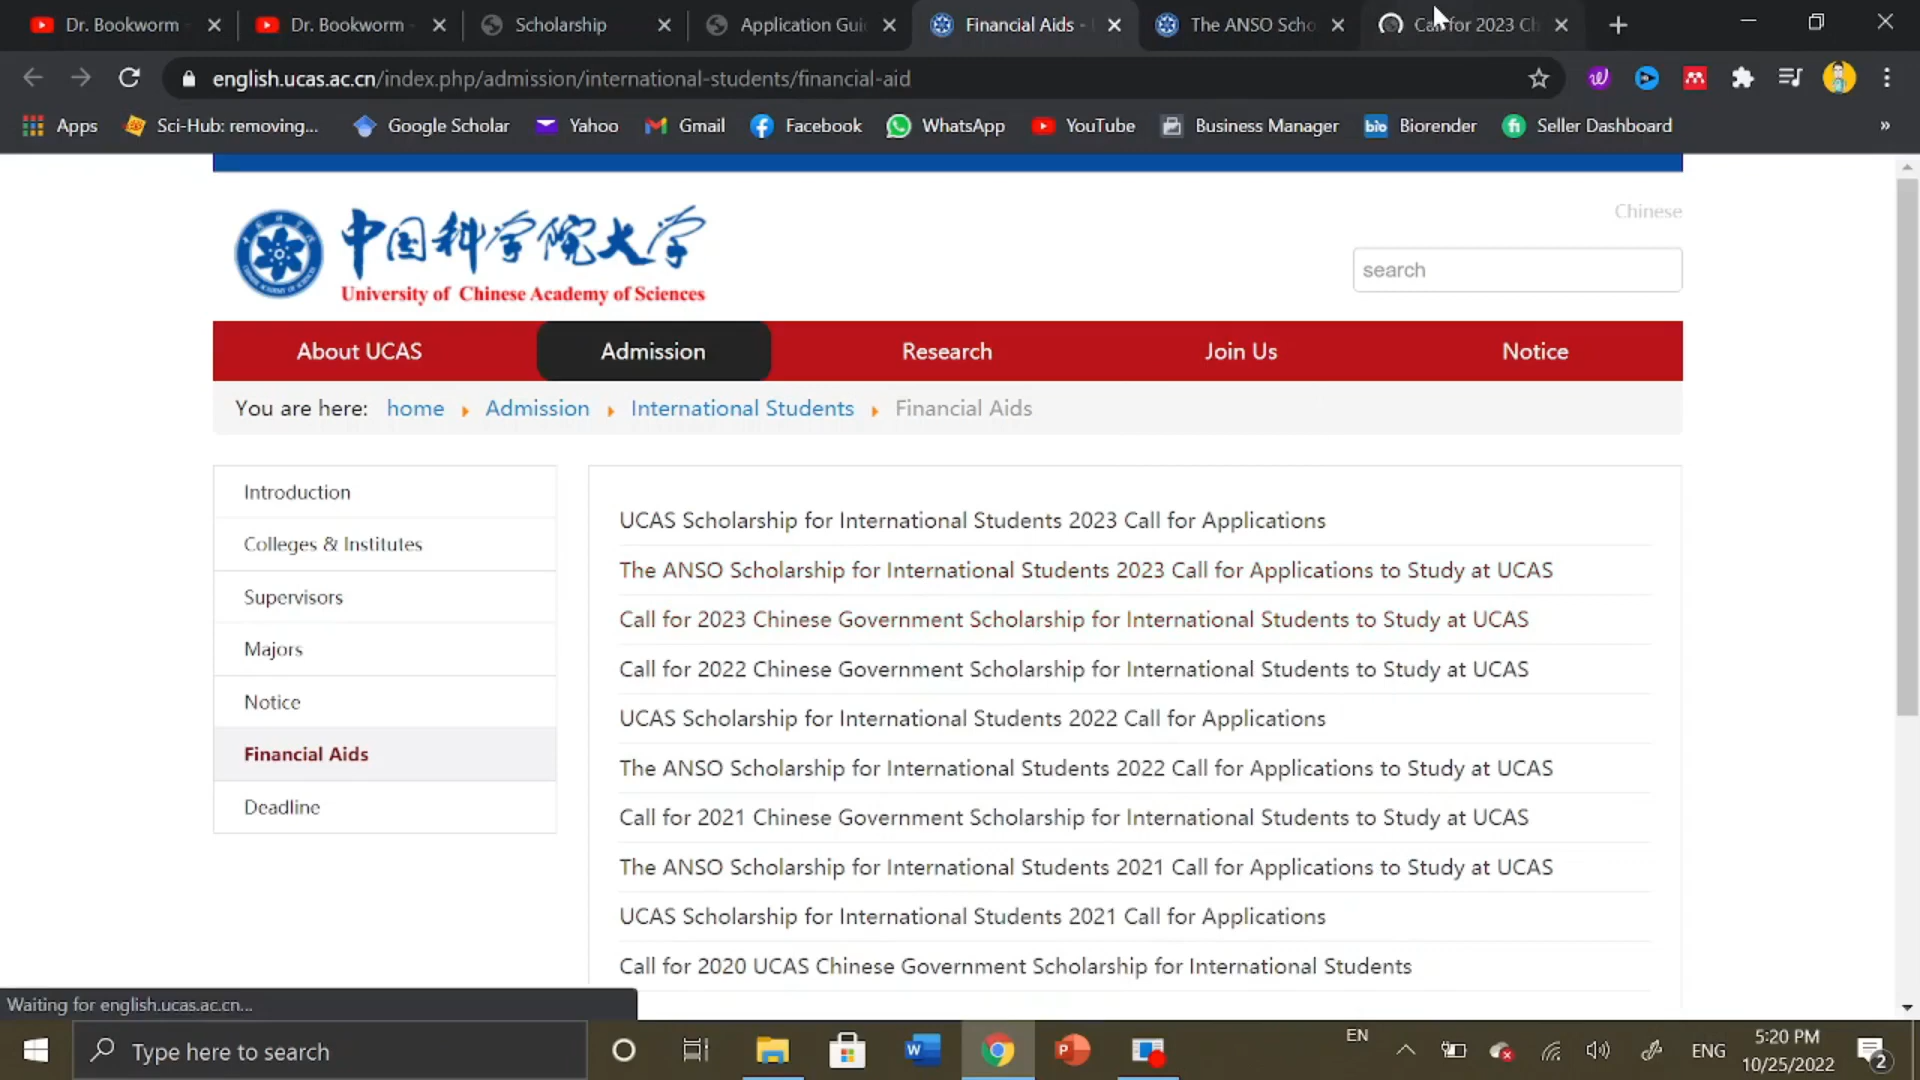 Dr. Bookworm
Dr. Bookworm
Scholarship
Application Gui
Financial Aids -
The ANSO Scho
Call for 2023 Ch
english.ucas.ac.cn/index.php/admission/international-students/financial-aid
Apps
Sci-Hub: removing...
Google Scholar
Yahoo
Gmail
Facebook
WhatsApp
YouTube
Business Manager
bio
Biorender
Seller Dashboard
»
Chinese
中国科学院大学
University of Chinese Academy of Sciences
search
About UCAS
Admission
Research
Join Us
Notice
You are here: home Admission International Students Financial Aids
Introduction
Colleges & Institutes
Supervisors
Majors
Notice
Financial Aids
Deadline
UCAS Scholarship for International Students 2023 Call for Applications
The ANSO Scholarship for International Students 2023 Call for Applications to Study at UCAS
Call for 2023 Chinese Government Scholarship for International Students to Study at UCAS
Call for 2022 Chinese Government Scholarship for International Students to Study at UCAS
UCAS Scholarship for International Students 2022 Call for Applications
The ANSO Scholarship for International Students 2022 Call for Applications to Study at UCAS
Call for 2021 Chinese Government Scholarship for International Students to Study at UCAS
The ANSO Scholarship for International Students 2021 Call for Applications to Study at UCAS
UCAS Scholarship for International Students 2021 Call for Applications
Call for 2020 UCAS Chinese Government Scholarship for International Students
Waiting for english.ucas.ac.cn...
Type here to search
EN
ENG
5:20 PM
10/25/2022
2